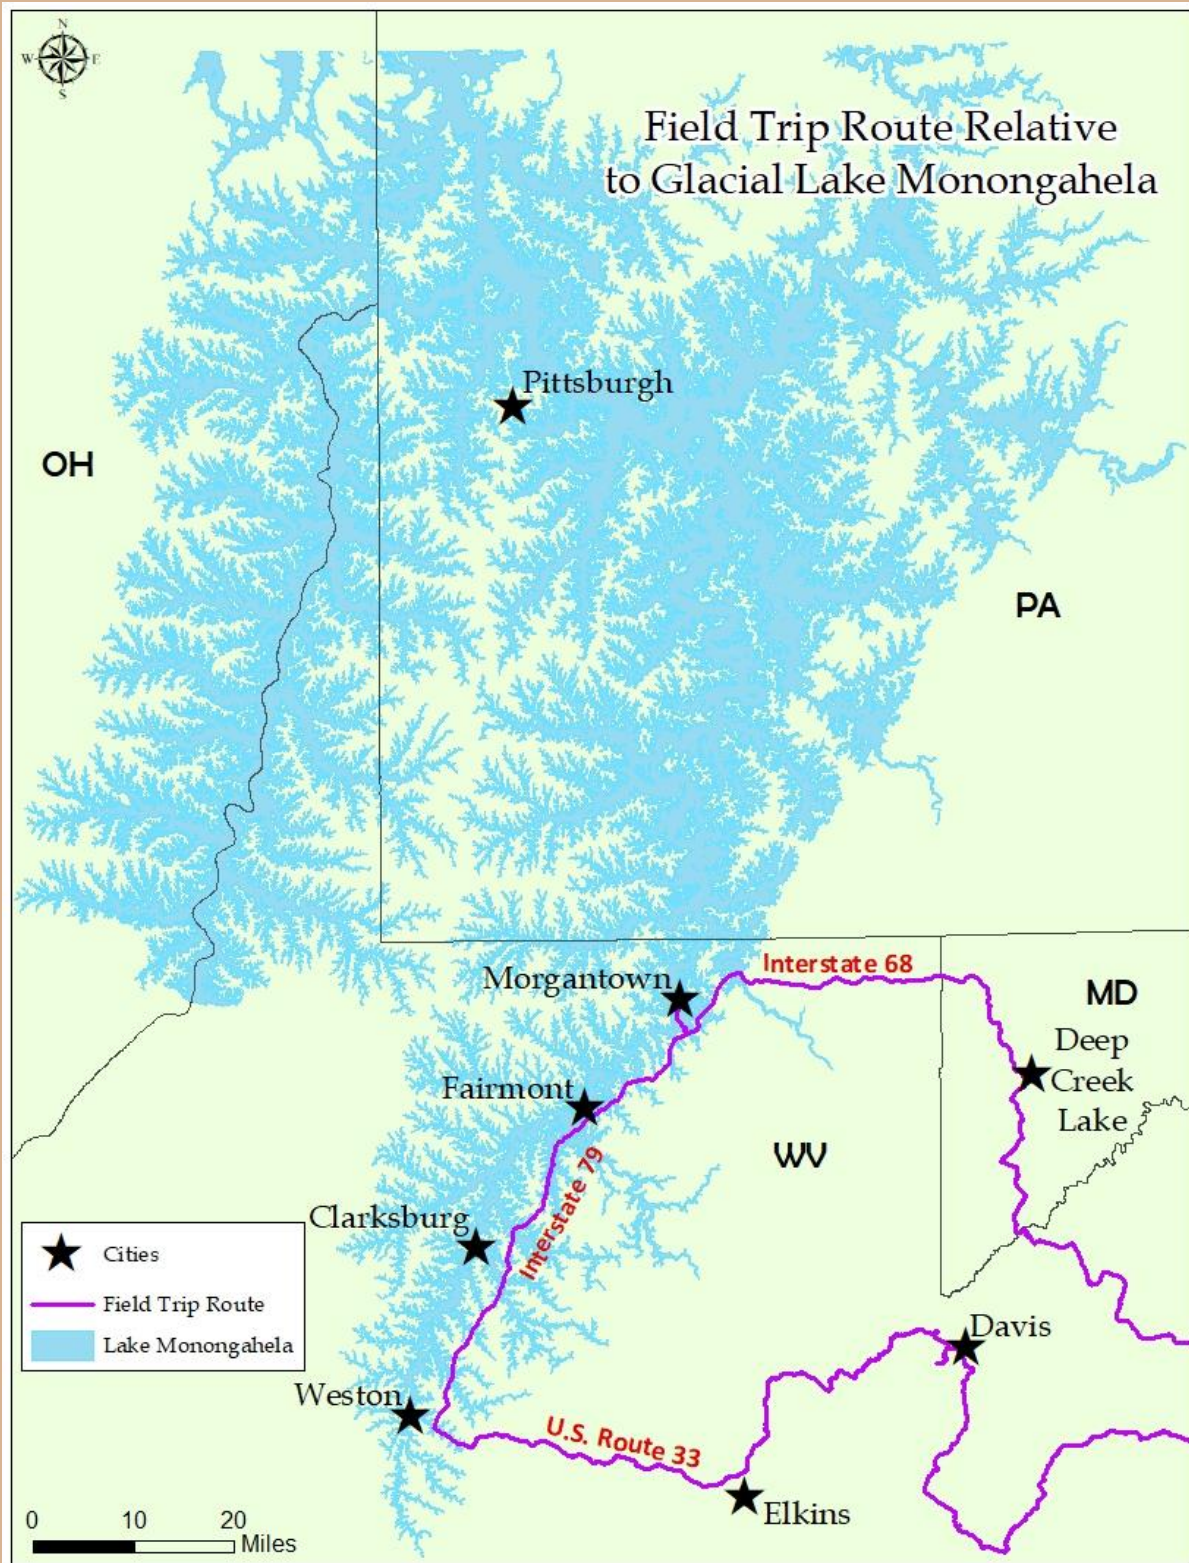 N
W E
S
Field Trip Route Relative
to Glacial Lake Monongahela
Pittsburgh
OH
PA
Interstate 68
Morgantown
MD
Deep
Creek
Lake
Fairmont
WV
Interstate 79
Clarksburg
Cities
Field Trip Route
Lake Monongahela
Davis
Weston
U.S. Route 33
Elkins
0 10 20
Miles